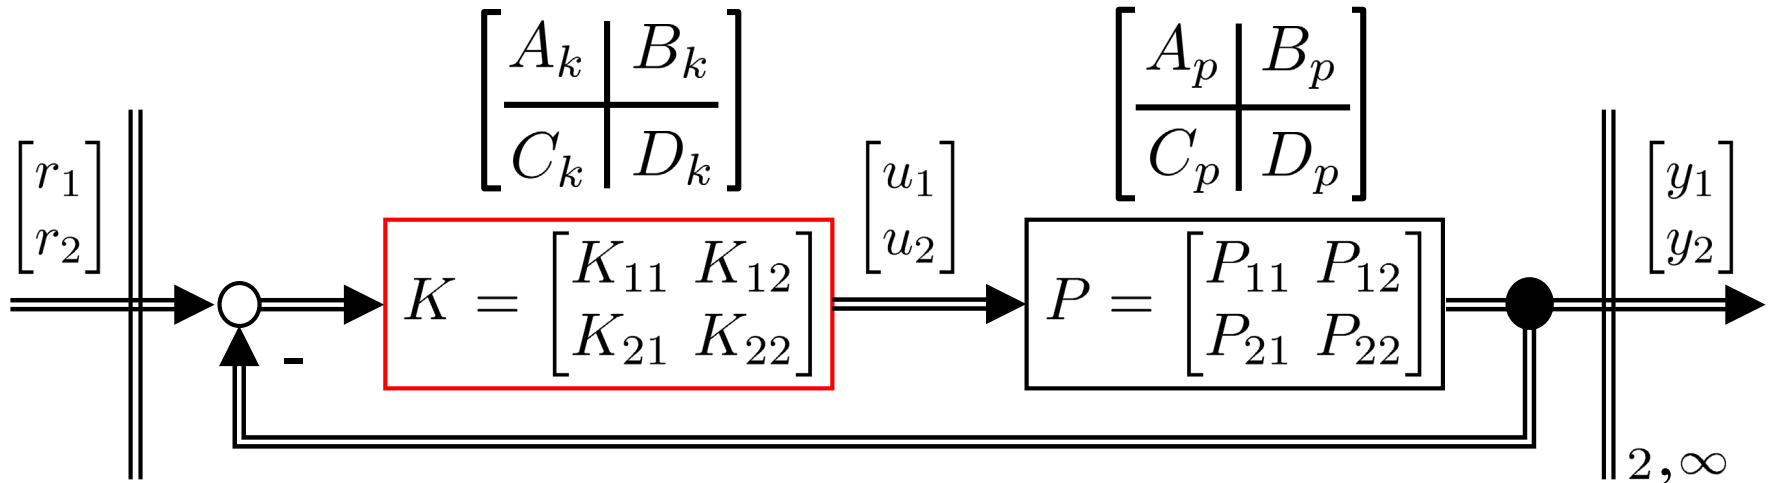 [A_k B_k
C_k D_k]
[A_p B_p
C_p D_p]
[r_1
r_2]
[u_1
u_2]
[y_1
y_2]
K = [K_11 K_12
K_21 K_22]
P = [P_11 P_12
P_21 P_22]
-
2,∞